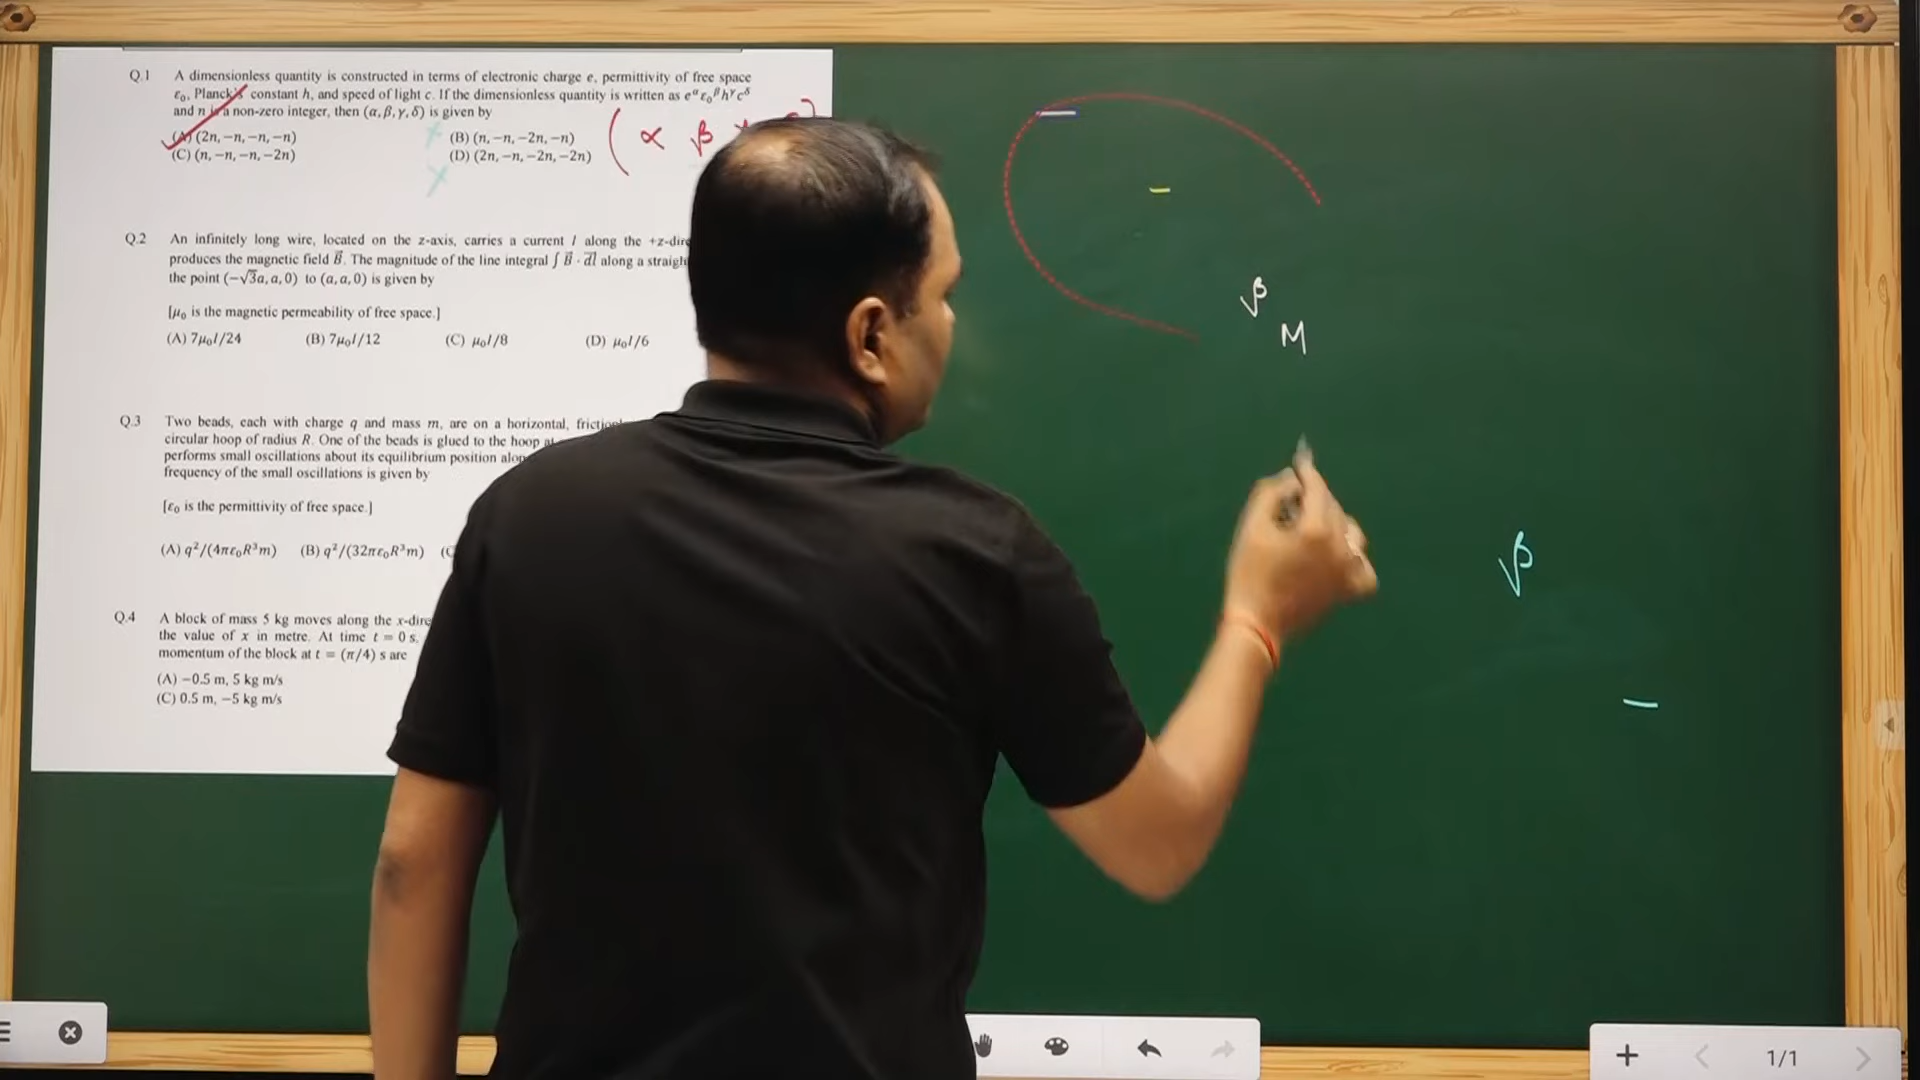 Q.1 A dimensionless quantity is constructed in terms of electronic charge e, permittivity of free space
ε₀, Planck's constant h, and speed of light c. If the dimensionless quantity is written as e^α ε₀^β h^γ c^δ
and n is a non-zero integer, then (α, β, γ, δ) is given by
(A) (2n, −n, −n, −n) (B) (n, −n, −2n, −n)
(C) (n, −n, −n, −2n) (D) (2n, −n, −2n, −2n)
( α β
Q.2 An infinitely long wire, located on the z-axis, carries a current I along the +z-dire
produces the magnetic field B⃗. The magnitude of the line integral ∫ B⃗ · dl⃗ along a straigh
the point (−√3a, a, 0) to (a, a, 0) is given by
[μ₀ is the magnetic permeability of free space.]
(A) 7μ₀I/24 (B) 7μ₀I/12 (C) μ₀I/8 (D) μ₀I/6
Q.3 Two beads, each with charge q and mass m, are on a horizontal, friction
circular hoop of radius R. One of the beads is glued to the hoop at
performs small oscillations about its equilibrium position alon
frequency of the small oscillations is given by
[ε₀ is the permittivity of free space.]
(A) q²/(4πε₀R³m) (B) q²/(32πε₀R³m) (C
Q.4 A block of mass 5 kg moves along the x-dire
the value of x in metre. At time t = 0 s,
momentum of the block at t = (π/4) s are
(A) −0.5 m, 5 kg m/s
(C) 0.5 m, −5 kg m/s
β
M
β
1/1